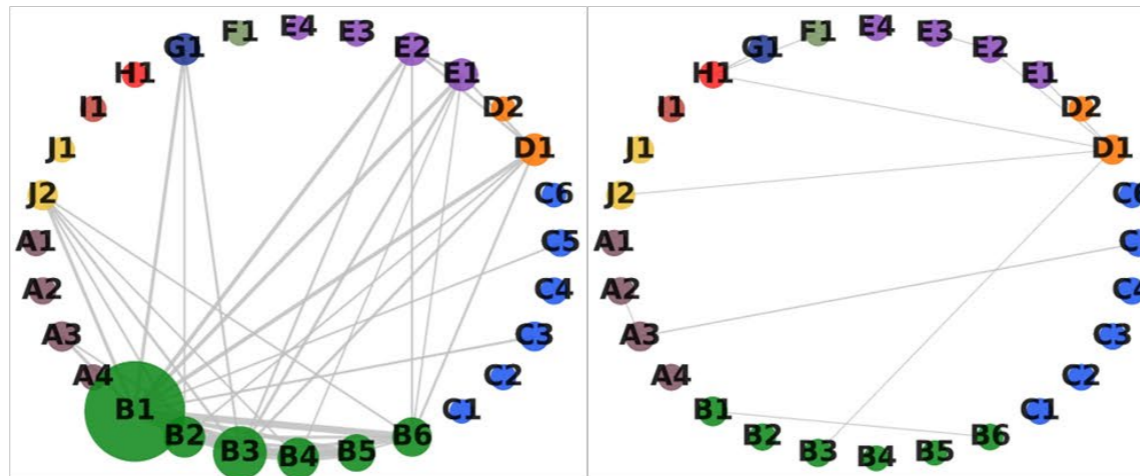 F1
E4
E3
G1
E2
H1
E1
I1
D2
J1
D1
J2
C6
A1
C5
A2
C4
A3
C3
A4
C2
B1
C1
B2
B6
B3
B5
B4
F1
E4
E3
G1
E2
H1
E1
I1
D2
J1
D1
J2
A1
A2
A3
C3
A4
C2
B1
C1
B2
B6
B3
B5
B4